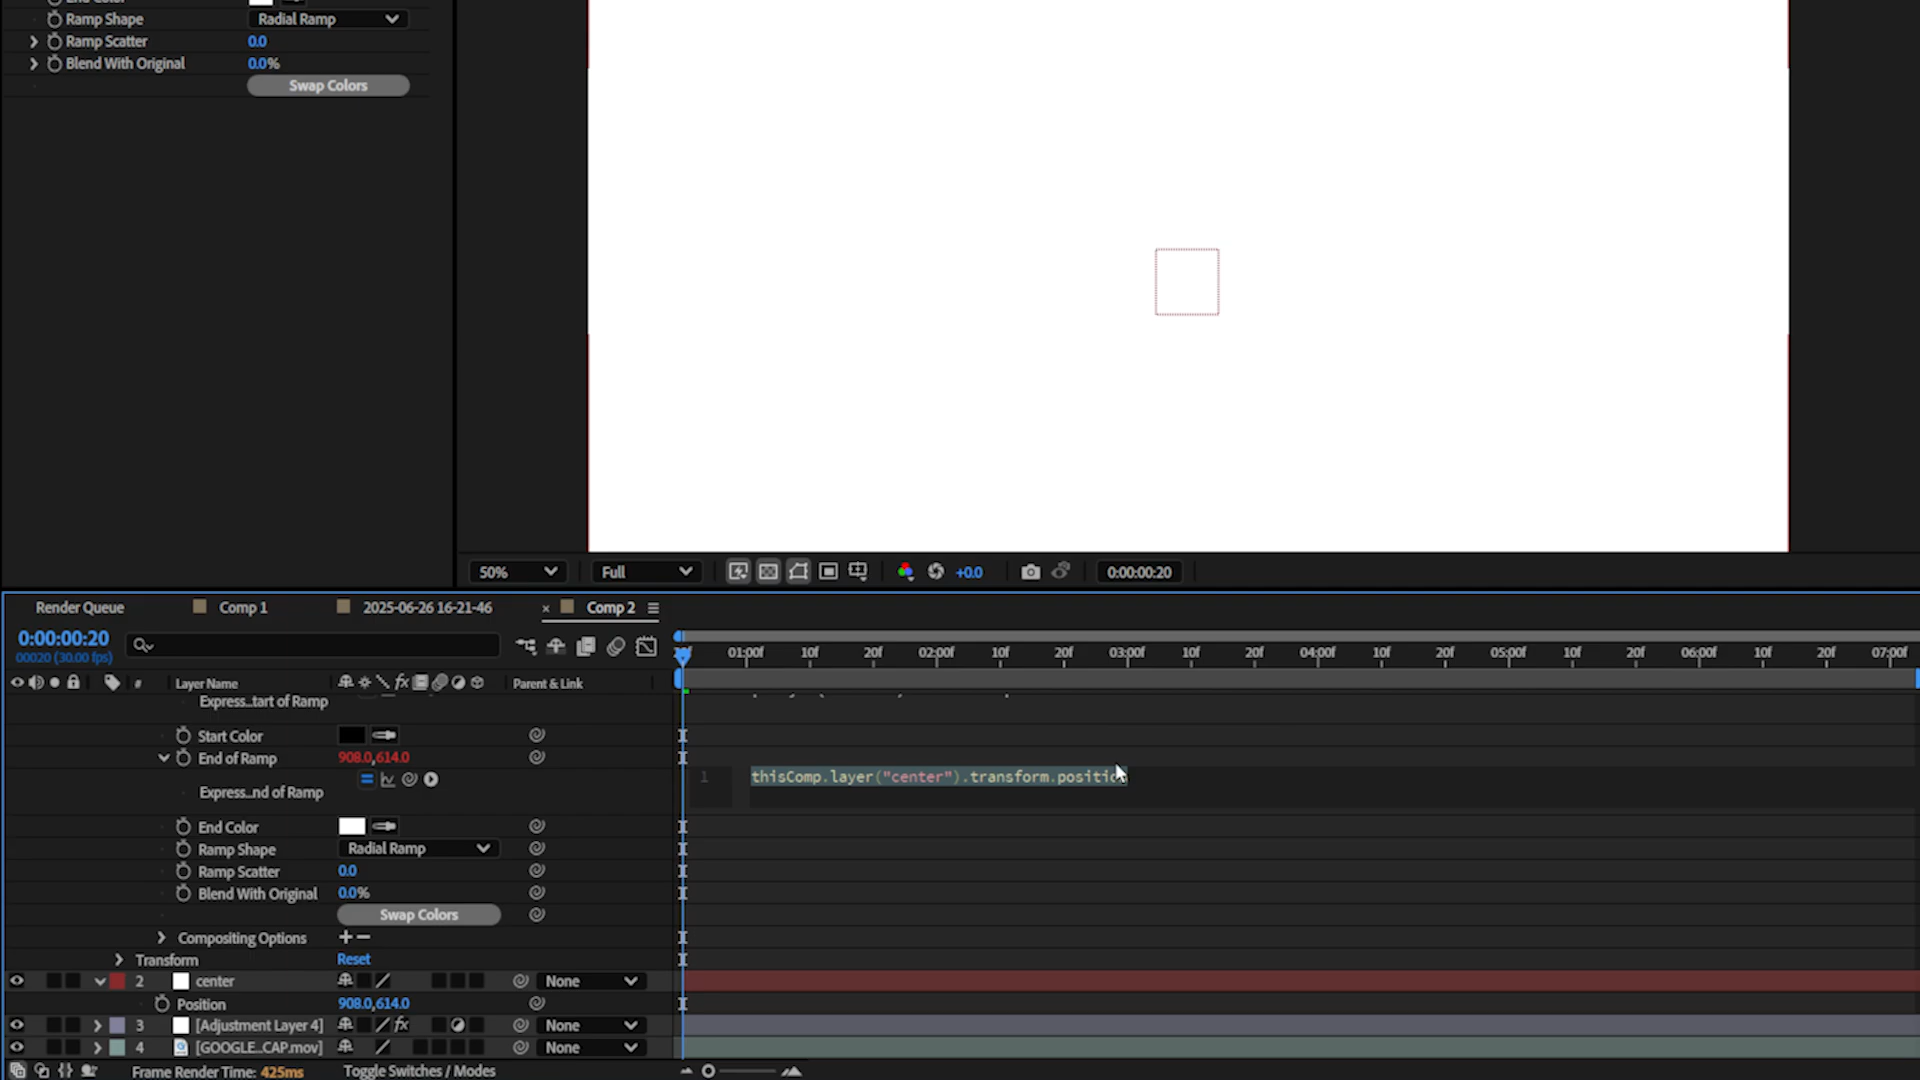 Ramp Shape Radial Ramp
Ramp Scatter 0.0
Blend With Original 0.0%
Swap Colors
50% Full +0.0 0:00:00:20
Render Queue Comp 1 2025-06-26 16-21-46 × Comp 2
0:00:00:20
00020 (30.00 fps)
01:00f 10f 20f 02:00f 10f 20f 03:00f 10f 20f 04:00f 10f 20f 05:00f 10f 20f 06:00f 10f 20f 07:00f
# Layer Name Parent & Link
Express...tart of Ramp
Start Color
End of Ramp 908.0,614.0
1 thisComp.layer("center").transform.position
Express...nd of Ramp
End Color
Ramp Shape Radial Ramp
Ramp Scatter 0.0
Blend With Original 0.0%
Swap Colors
Compositing Options +−
Transform Reset
2 center None
Position 908.0,614.0
3 [Adjustment Layer 4] fx None
4 [GOOGLE...CAP.mov] None
Frame Render Time: 425ms Toggle Switches / Modes